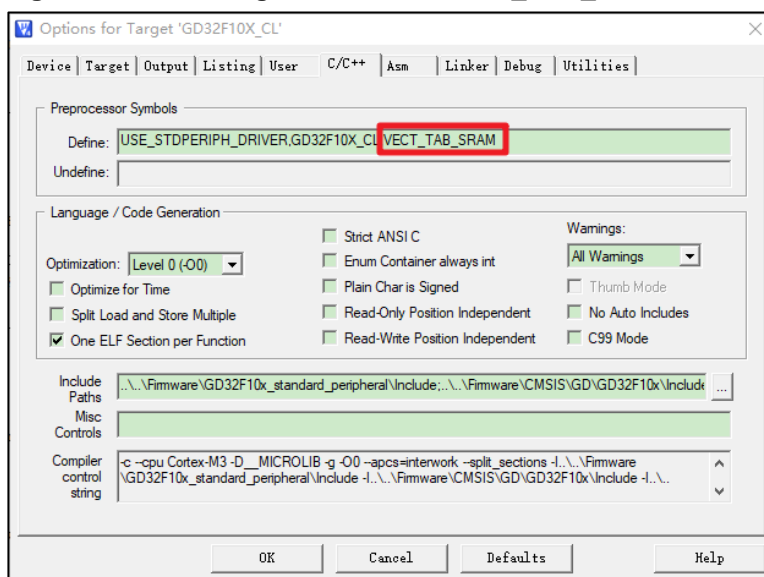 Options for Target 'GD32F10X_CL'
Device Target Output Listing User C/C++ Asm Linker Debug Utilities
Preprocessor Symbols
Define: USE_STDPERIPH_DRIVER,GD32F10X_CL,VECT_TAB_SRAM
Undefine:
Language / Code Generation
Optimization: Level 0 (-O0)
Optimize for Time
Split Load and Store Multiple
One ELF Section per Function
Strict ANSI C
Enum Container always int
Plain Char is Signed
Read-Only Position Independent
Read-Write Position Independent
Warnings:
All Warnings
Thumb Mode
No Auto Includes
C99 Mode
Include Paths ..\..\Firmware\GD32F10x_standard_peripheral\Include;..\..\Firmware\CMSIS\GD\GD32F10x\Include ...
Misc Controls
Compiler control string -c --cpu Cortex-M3 -D__MICROLIB -g -O0 --apcs=interwork --split_sections -I..\..\Firmware
\GD32F10x_standard_peripheral\Include -I..\..\Firmware\CMSIS\GD\GD32F10x\Include -I..\..
OK Cancel Defaults Help